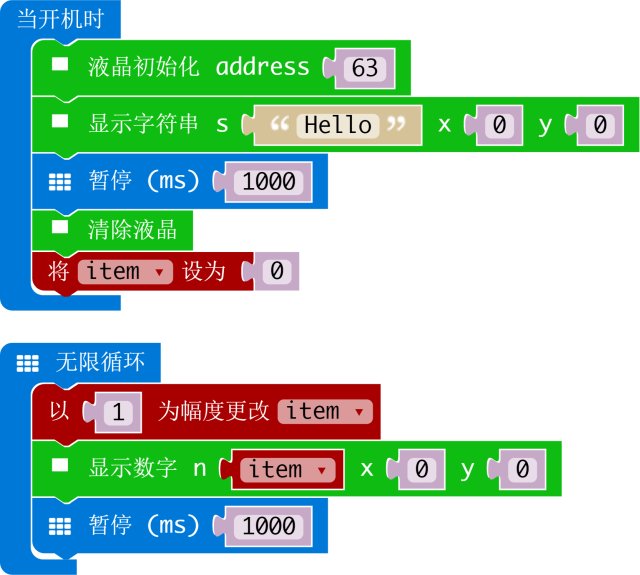 当开机时
液晶初始化 address 63
显示字符串 s “ Hello ” x 0 y 0
暂停 (ms) 1000
清除液晶
将 item 设为 0
无限循环
以 1 为幅度更改 item
显示数字 n item x 0 y 0
暂停 (ms) 1000